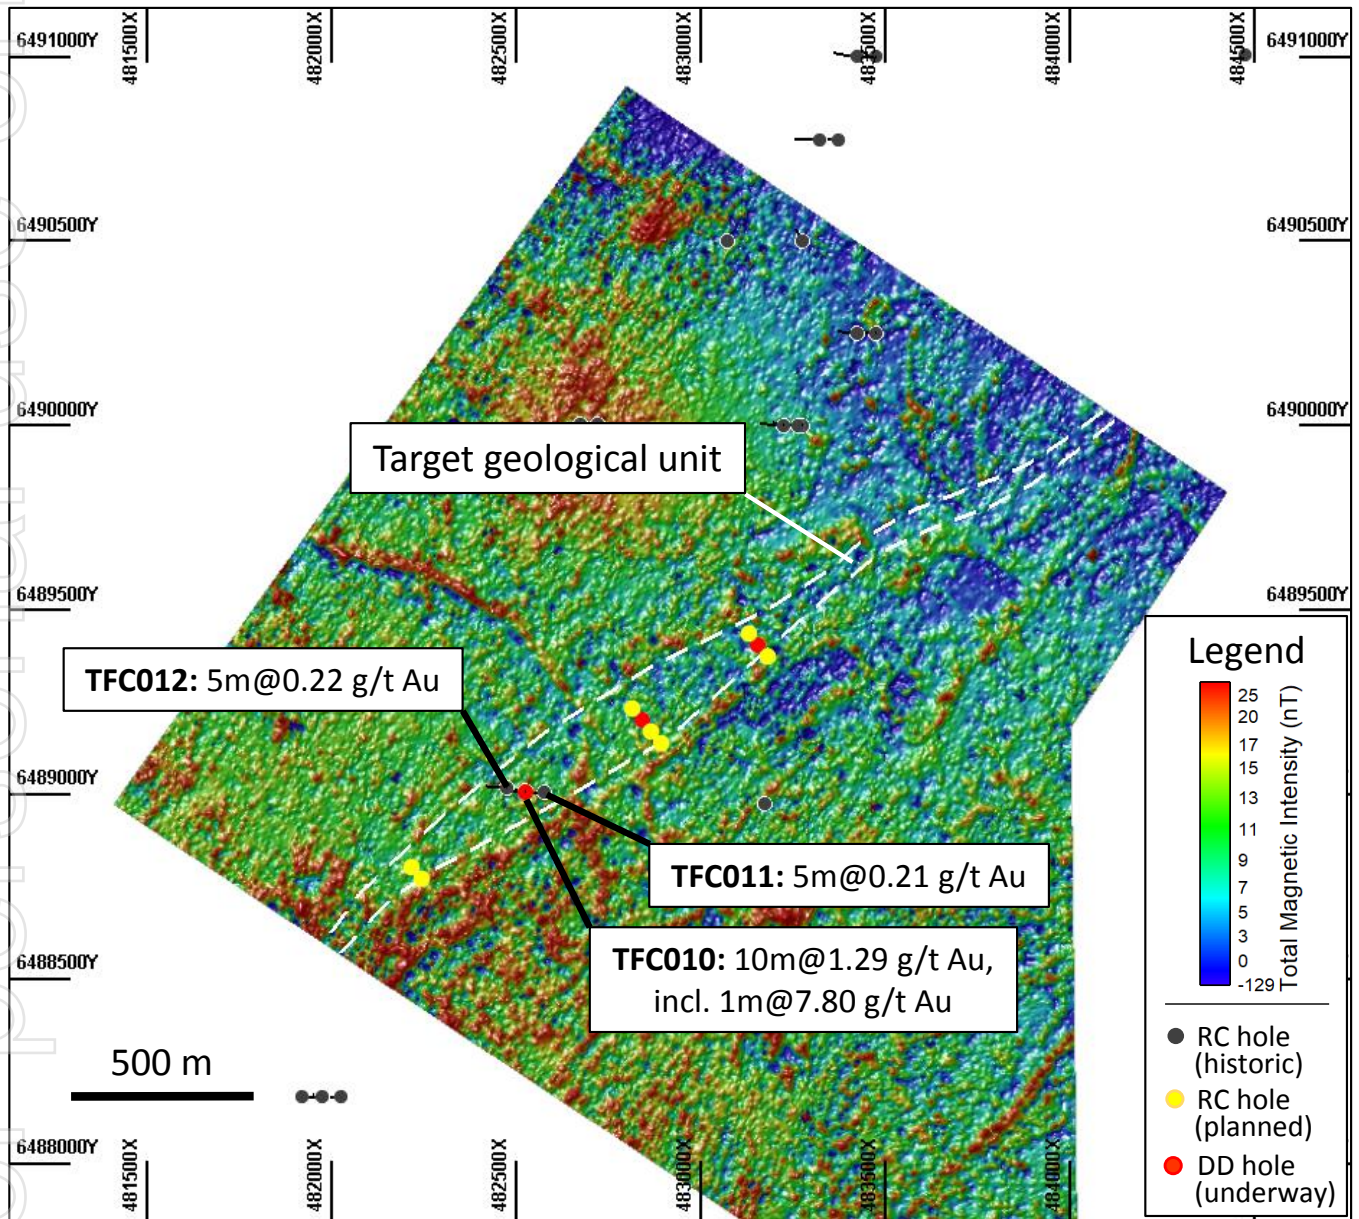 481500X
482000X
482500X
483000X
483500X
484000X
484500X
6491000Y
6491000Y
6490500Y
6490500Y
6490000Y
6490000Y
Target geological unit
6489500Y
6489500Y
TFC012: 5m@0.22 g/t Au
6489000Y
TFC011: 5m@0.21 g/t Au
TFC010: 10m@1.29 g/t Au,
incl. 1m@7.80 g/t Au
6488500Y
500 m
6488000Y
481500X
482000X
482500X
483000X
483500X
484000X
Legend
25
20
17
15
13
11
9
7
5
3
0
-129
Total Magnetic Intensity (nT)
RC hole
(historic)
RC hole
(planned)
DD hole
(underway)